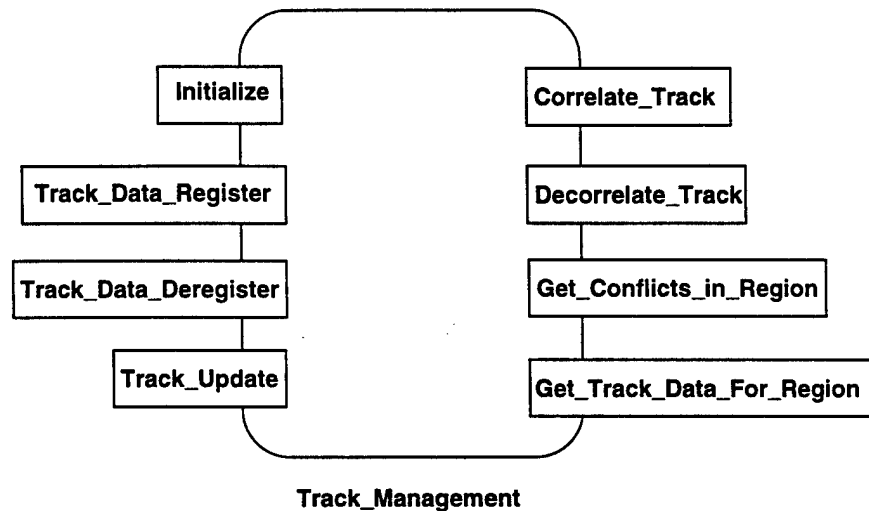 Initialize
Track_Data_Register
Track_Data_Deregister
Track_Update
Correlate_Track
Decorrelate_Track
Get_Conflicts_in_Region
Get_Track_Data_For_Region
Track_Management